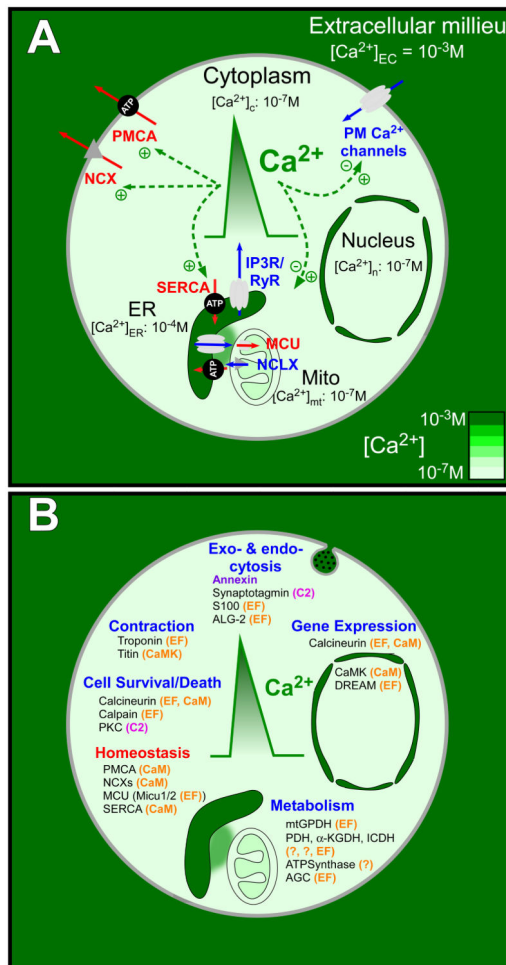 A
Extracellular millieu
[Ca²⁺]EC = 10⁻³M
Cytoplasm
[Ca²⁺]c: 10⁻⁷M
ATP
PMCA
⊕
NCX
⊕
Ca²⁺
PM Ca²⁺
channels
⊖
⊕
Nucleus
[Ca²⁺]n: 10⁻⁷M
IP3R/
RyR
⊕
⊖
⊕
SERCA
ATP
ER
[Ca²⁺]ER: 10⁻⁴M
MCU
NCLX
ATP
Mito
[Ca²⁺]mt: 10⁻⁷M
10⁻³M
[Ca²⁺]
10⁻⁷M
B
Exo- & endo-
cytosis
Annexin
Synaptotagmin (C2)
S100 (EF)
ALG-2 (EF)
Contraction
Troponin (EF)
Titin (CaMK)
Gene Expression
Calcineurin (EF, CaM)
CaMK (CaM)
DREAM (EF)
Ca²⁺
Cell Survival/Death
Calcineurin (EF, CaM)
Calpain (EF)
PKC (C2)
Homeostasis
PMCA (CaM)
NCXs (CaM)
MCU (Micu1/2 (EF))
SERCA (CaM)
Metabolism
mtGPDH (EF)
PDH, α-KGDH, ICDH
(?, ?, EF)
ATPSynthase (?)
AGC (EF)